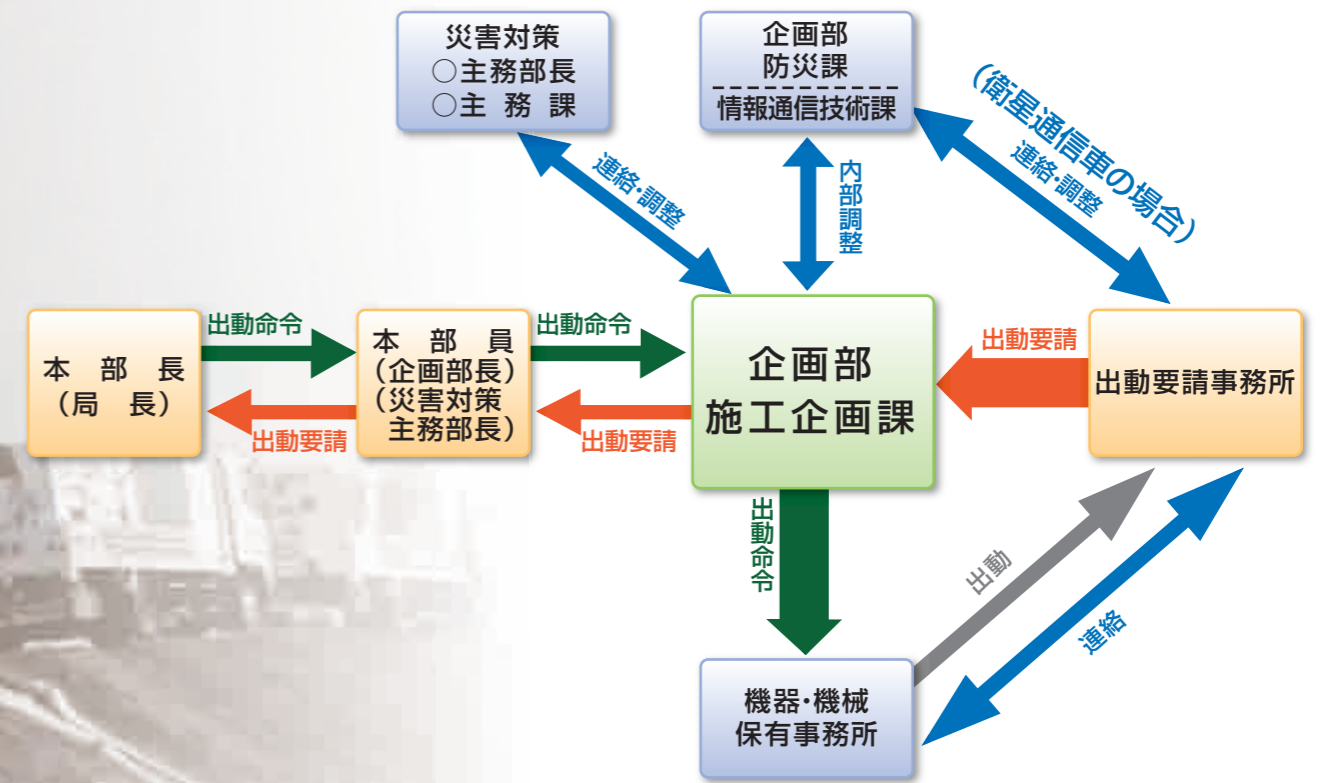 災害対策
○主務部長
○主　務　課
企画部
防災課
情報通信技術課
(衛星通信車の場合)
連絡・調整
連絡・調整
内部調整
本　部　長
(局　長)
出動命令
出動要請
本　部　員
(企画部長)
(災害対策
主務部長)
出動命令
出動要請
企画部
施工企画課
出動要請
出動要請事務所
出動命令
出動
連絡
機器・機械
保有事務所